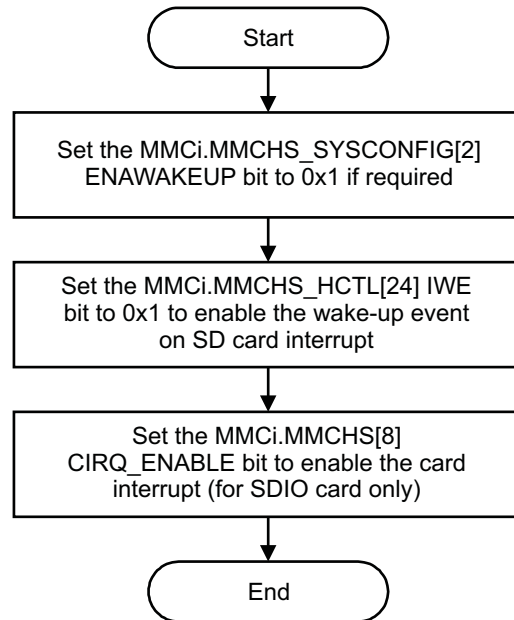 Start
Set the MMCi.MMCHS_SYSCONFIG[2]
ENAWAKEUP bit to 0x1 if required
Set the MMCi.MMCHS_HCTL[24] IWE
bit to 0x1 to enable the wake-up event
on SD card interrupt
Set the MMCi.MMCHS[8]
CIRQ_ENABLE bit to enable the card
interrupt (for SDIO card only)
End